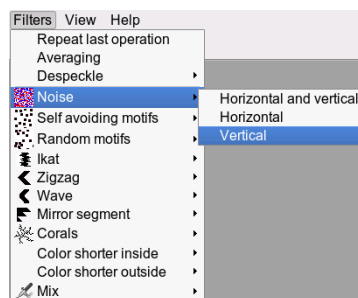 Filters View Help
Repeat last operation
Averaging
Despeckle
Noise
Horizontal and vertical
Self avoiding motifs
Horizontal
Random motifs
Vertical
Ikat
Zigzag
Wave
Mirror segment
Corals
Color shorter inside
Color shorter outside
Mix